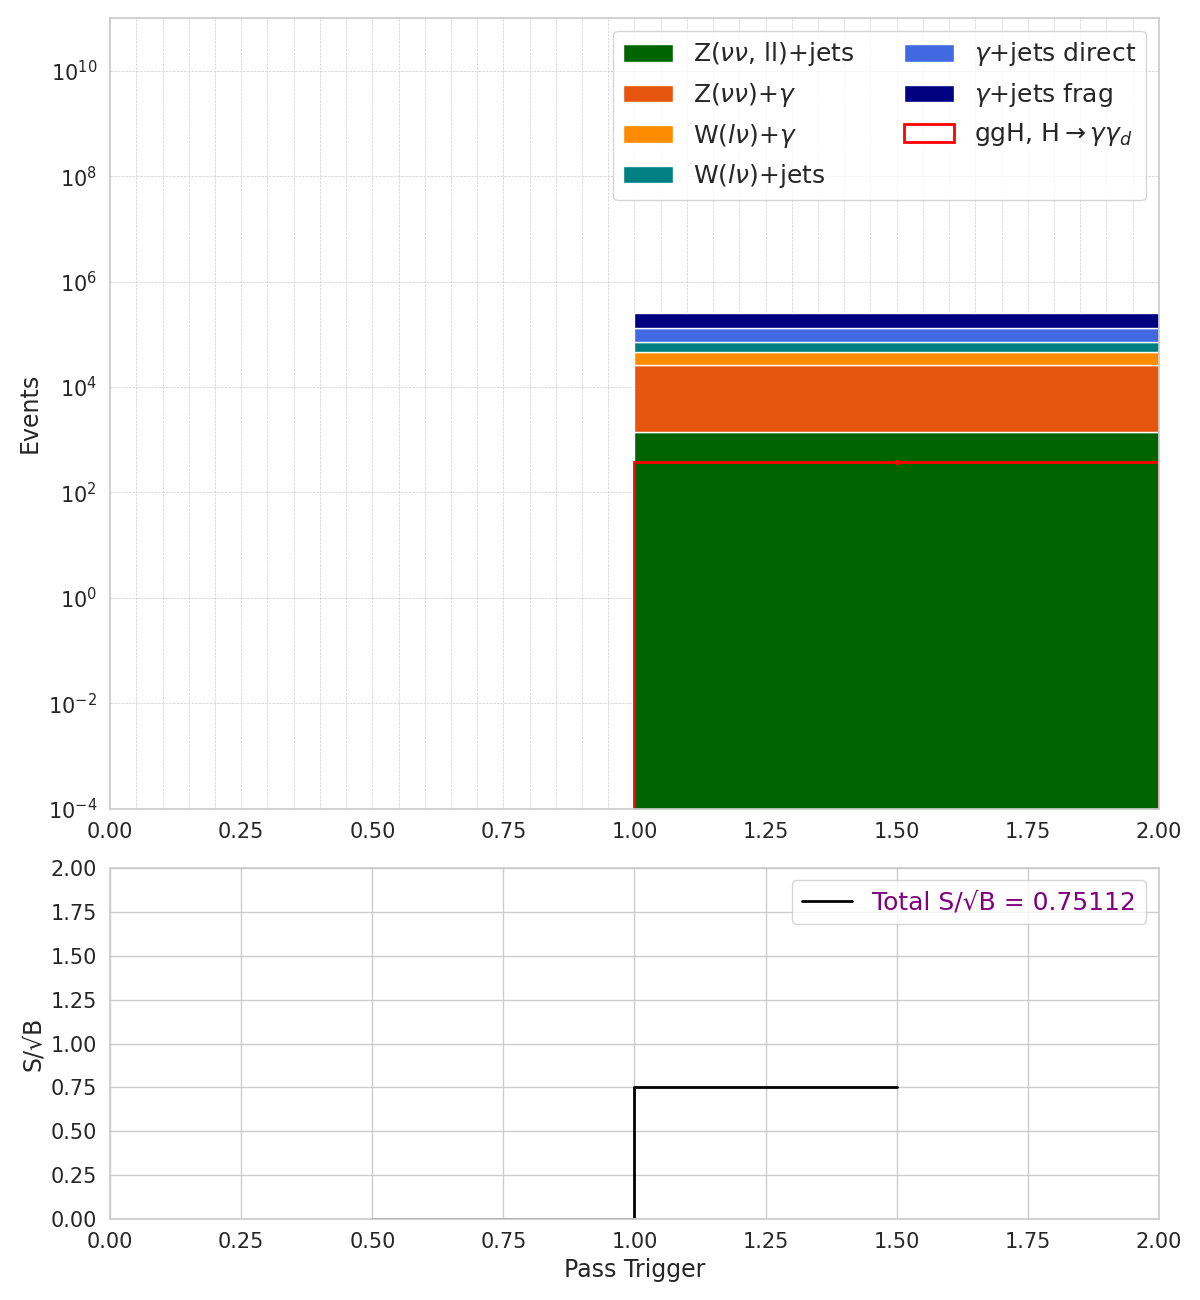 Z(νν, ll)+jets
Z(νν)+γ
W(lν)+γ
W(lν)+jets
γ+jets direct
γ+jets frag
ggH, H→γγ_d
10^10
10^8
10^6
10^4
10^2
10^0
10^−2
10^−4
Events
0.00 0.25 0.50 0.75 1.00 1.25 1.50 1.75 2.00
Total S/√B = 0.75112
2.00
1.75
1.50
1.25
1.00
0.75
0.50
0.25
0.00
S/√B
0.00 0.25 0.50 0.75 1.00 1.25 1.50 1.75 2.00
Pass Trigger